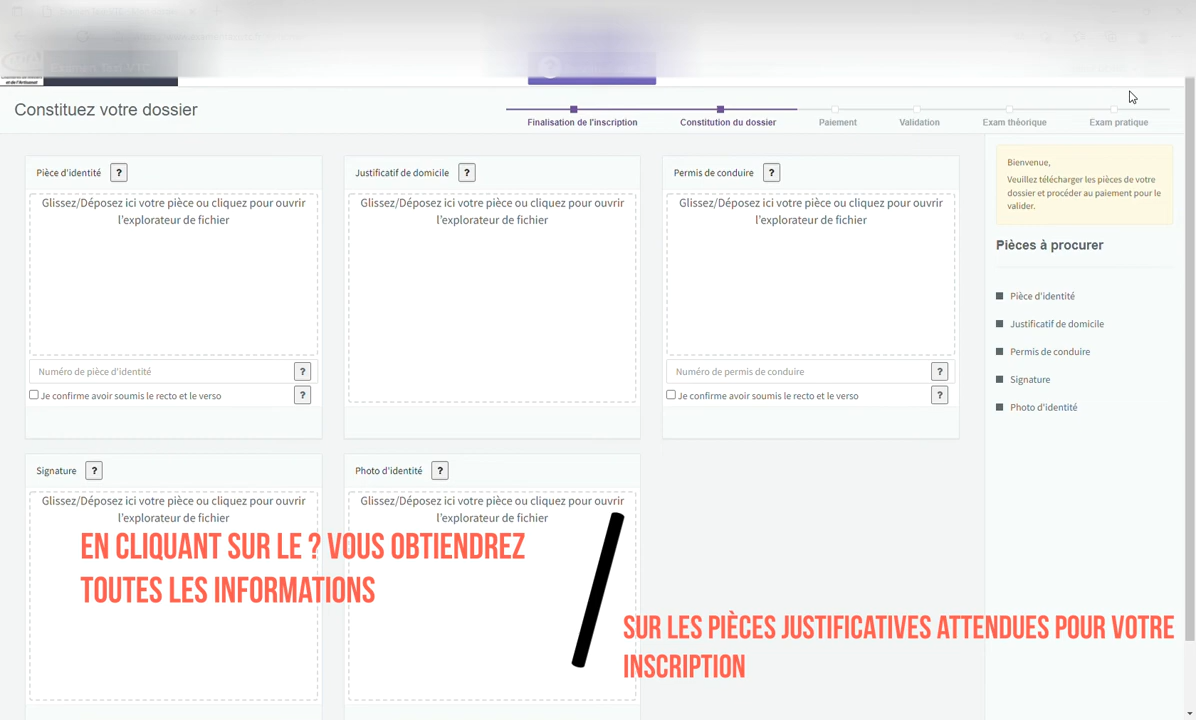 et de l'Artisanat
Constituez votre dossier
Finalisation de l'inscription
Constitution du dossier
Paiement
Validation
Exam théorique
Exam pratique
Pièce d'identité ?
Glissez/Déposez ici votre pièce ou cliquez pour ouvrir
l'explorateur de fichier
Numéro de pièce d'identité ?
Je confirme avoir soumis le recto et le verso ?
Justificatif de domicile ?
Glissez/Déposez ici votre pièce ou cliquez pour ouvrir
l'explorateur de fichier
Permis de conduire ?
Glissez/Déposez ici votre pièce ou cliquez pour ouvrir
l'explorateur de fichier
Numéro de permis de conduire ?
Je confirme avoir soumis le recto et le verso ?
Bienvenue,
Veuillez télécharger les pièces de votre
dossier et procéder au paiement pour le
valider.
Pièces à procurer
Pièce d'identité
Justificatif de domicile
Permis de conduire
Signature
Photo d'identité
Signature ?
Glissez/Déposez ici votre pièce ou cliquez pour ouvrir
l'explorateur de fichier
Photo d'identité ?
Glissez/Déposez ici votre pièce ou cliquez pour ouvrir
l'explorateur de fichier
EN CLIQUANT SUR LE ? VOUS OBTIENDREZ
TOUTES LES INFORMATIONS
SUR LES PIÈCES JUSTIFICATIVES ATTENDUES POUR VOTRE
INSCRIPTION